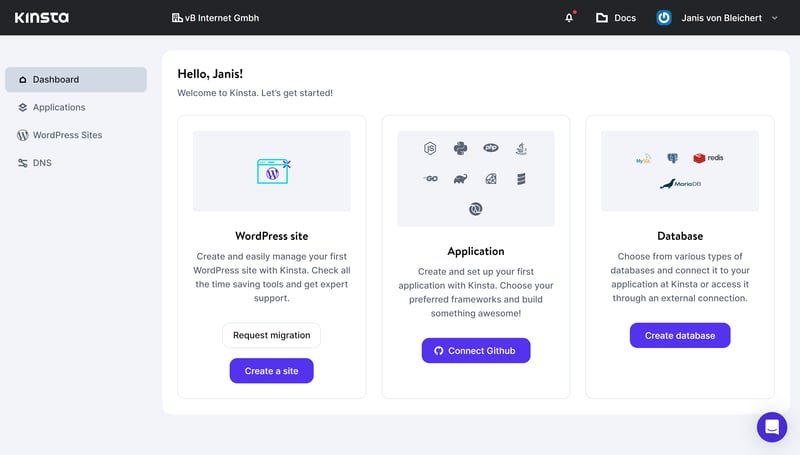 KINSTA
vB Internet Gmbh
Docs
Janis von Bleichert
Dashboard
Applications
WordPress Sites
DNS
Hello, Janis!
Welcome to Kinsta. Let's get started!
WordPress site
Create and easily manage your first
WordPress site with Kinsta. Check all
the time saving tools and get expert
support.
Request migration
Create a site
JS
php
GO
Application
Create and set up your first
application with Kinsta. Choose your
preferred frameworks and build
something awesome!
Connect Github
MySQL
redis
MariaDB
Database
Choose from various types of
databases and connect it to your
application at Kinsta or access it
through an external connection.
Create database